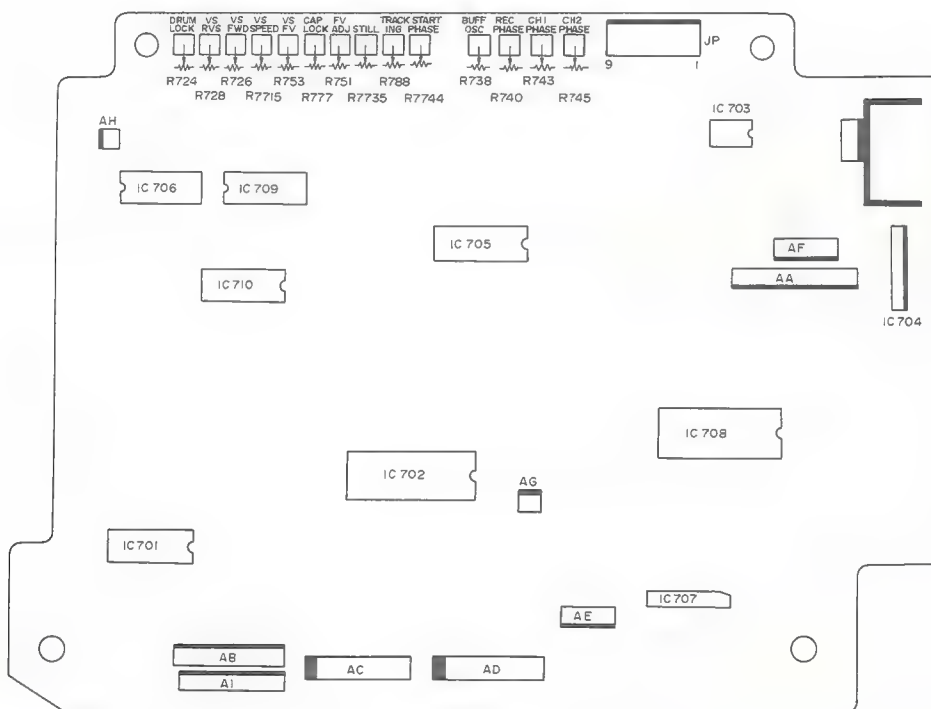 DRUM LOCK
VS RVS
VS FWD
VS SPEED
VS FV
CAP LOCK
FV ADJ
STILL
TRACK ING
START PHASE
BUFF OSC
REC PHASE
CH1 PHASE
CH2 PHASE
JP
9
1
R724
R726
R753
R751
R788
R738
R743
R728
R7715
R777
R7735
R7744
R740
R745
IC 703
AH
IC 706
IC 709
IC 705
AF
AA
IC 710
IC 704
IC 708
IC 702
AG
IC 701
IC 707
AE
AB
AC
AD
AI